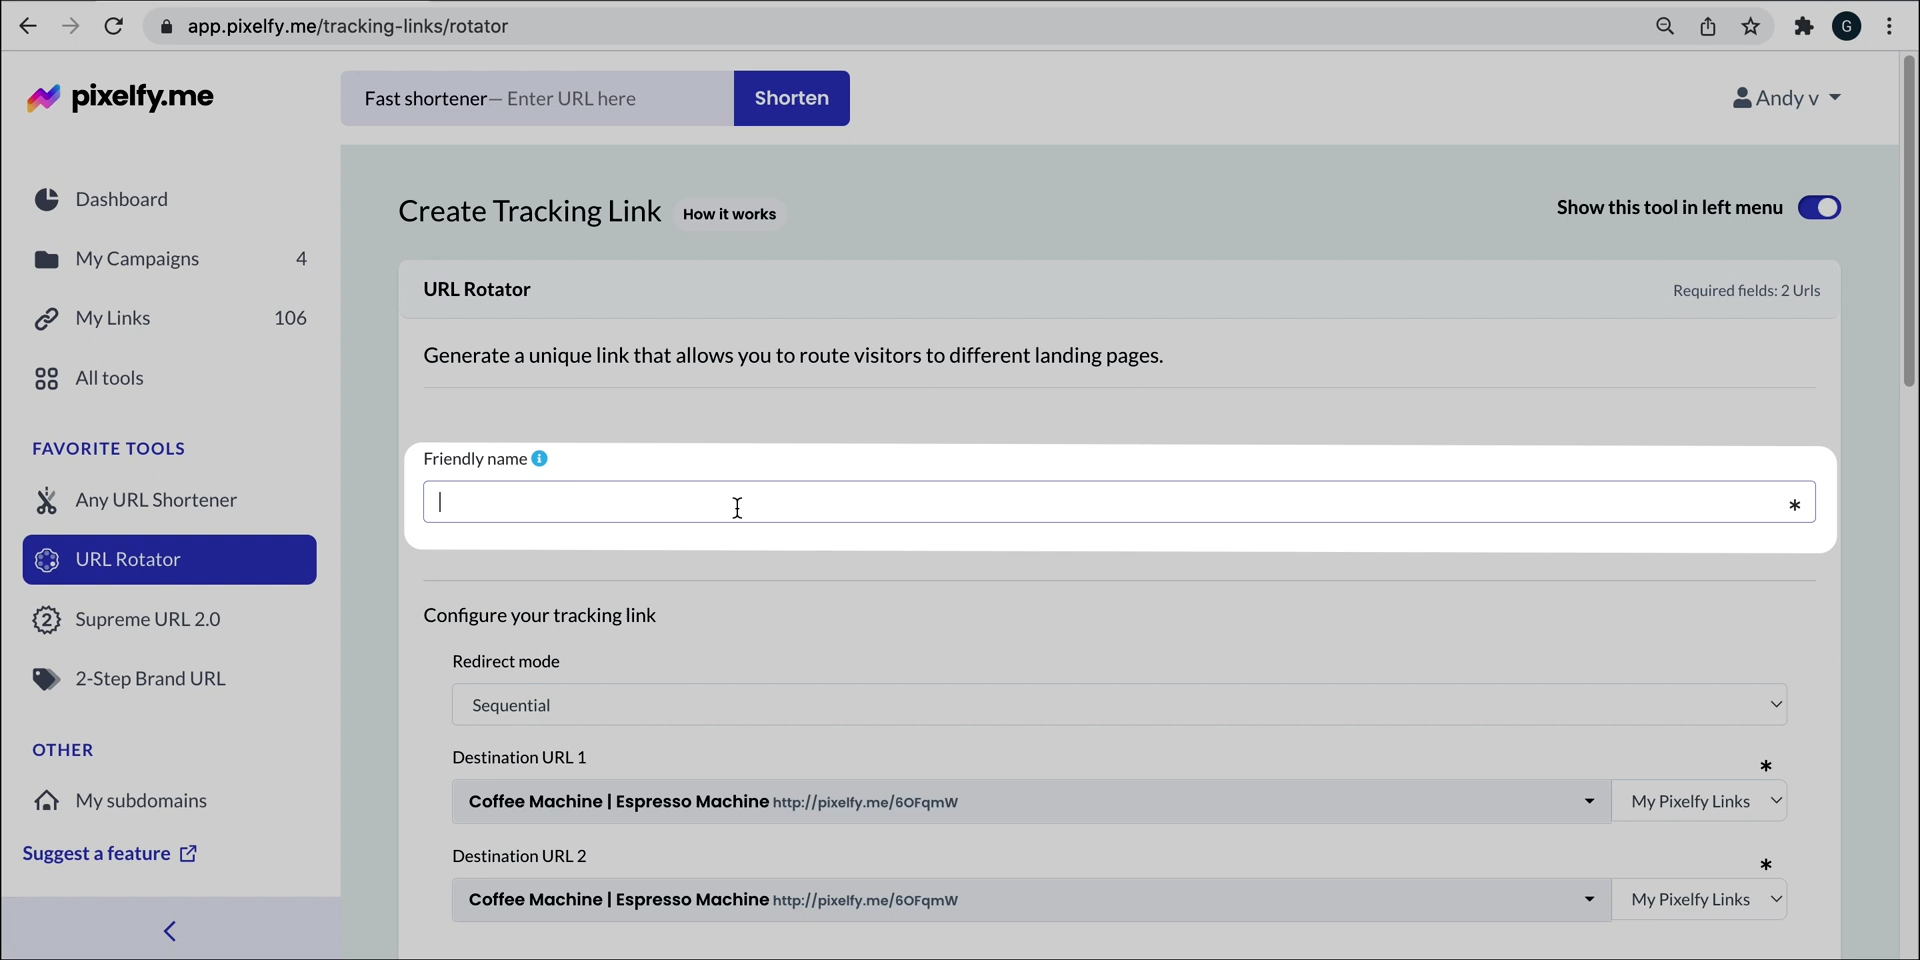 app.pixelfy.me/tracking-links/rotator
G
pixelfy.me
Fast shortener— Enter URL here
Shorten
Andy v
Dashboard
My Campaigns 4
My Links 106
All tools
FAVORITE TOOLS
Any URL Shortener
URL Rotator
2 Supreme URL 2.0
2-Step Brand URL
OTHER
My subdomains
Suggest a feature
Create Tracking Link How it works
Show this tool in left menu
URL Rotator
Required fields: 2 Urls
Generate a unique link that allows you to route visitors to different landing pages.
Friendly name i
*
Configure your tracking link
Redirect mode
Sequential
Destination URL 1
*
Coffee Machine | Espresso Machine http://pixelfy.me/6OFqmW
My Pixelfy Links
Destination URL 2
*
Coffee Machine | Espresso Machine http://pixelfy.me/6OFqmW
My Pixelfy Links